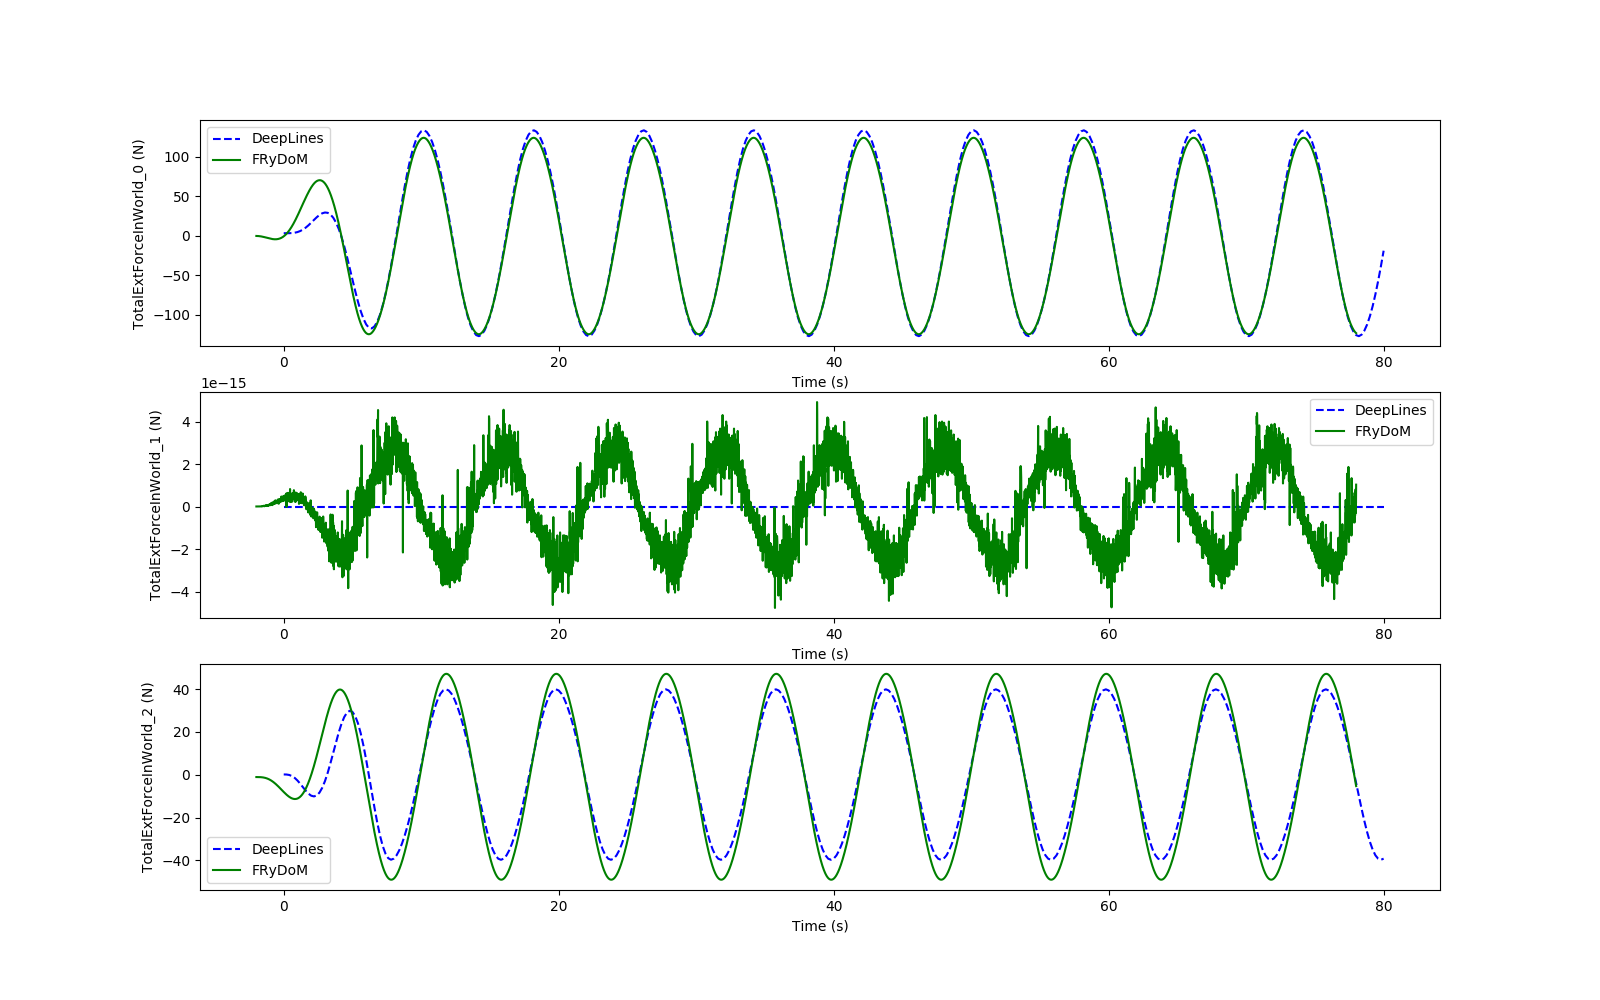 DeepLines
FRyDoM
TotalExtForceInWorld_0 (N)
100
50
0
−50
−100
0 20 40 60 80
Time (s)
1e−15
DeepLines
FRyDoM
TotalExtForceInWorld_1 (N)
4
2
0
−2
−4
0 20 40 60 80
Time (s)
TotalExtForceInWorld_2 (N)
40
20
0
−20
−40
DeepLines
FRyDoM
0 20 40 60 80
Time (s)